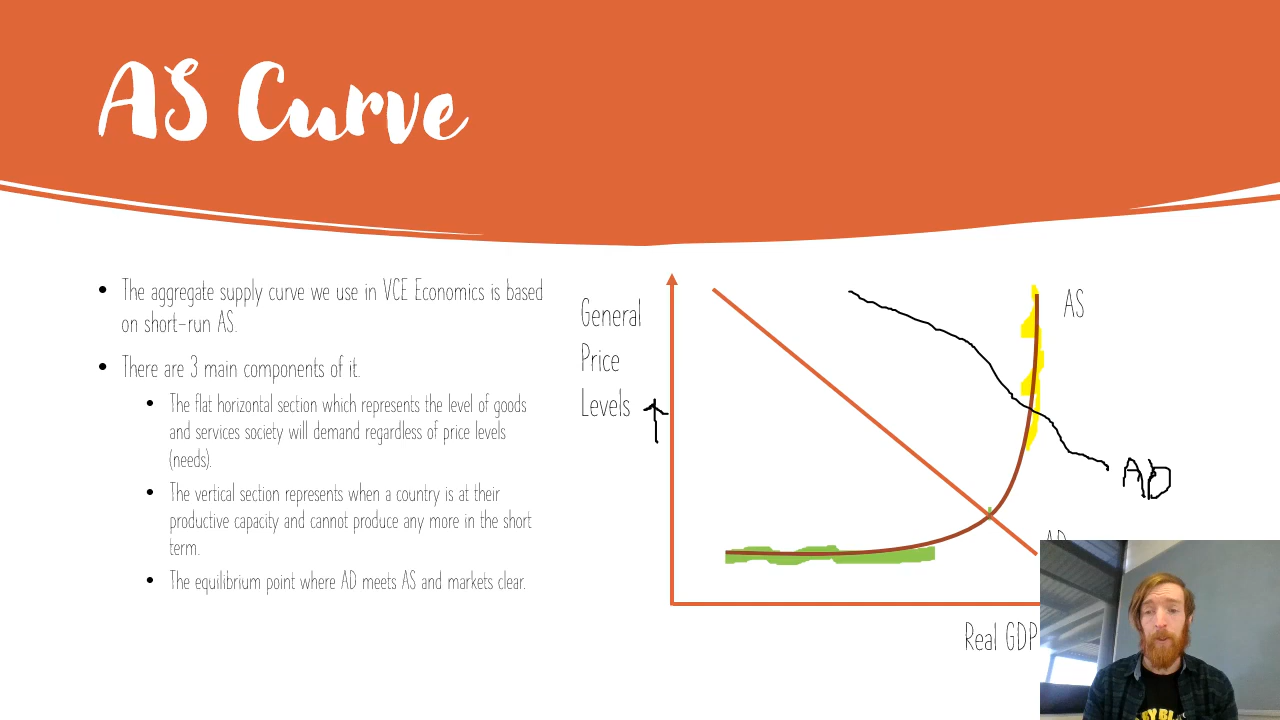 AS Curve
• The aggregate supply curve we use in VCE Economics is based
on short-run AS.
• There are 3 main components of it.
• The flat horizontal section which represents the level of goods
and services society will demand regardless of price levels
(needs).
• The vertical section represents when a country is at their
productive capacity and cannot produce any more in the short
term.
• The equilibrium point where AD meets AS and markets clear.
General
Price
Levels
AS
AD
AD
Real GDP